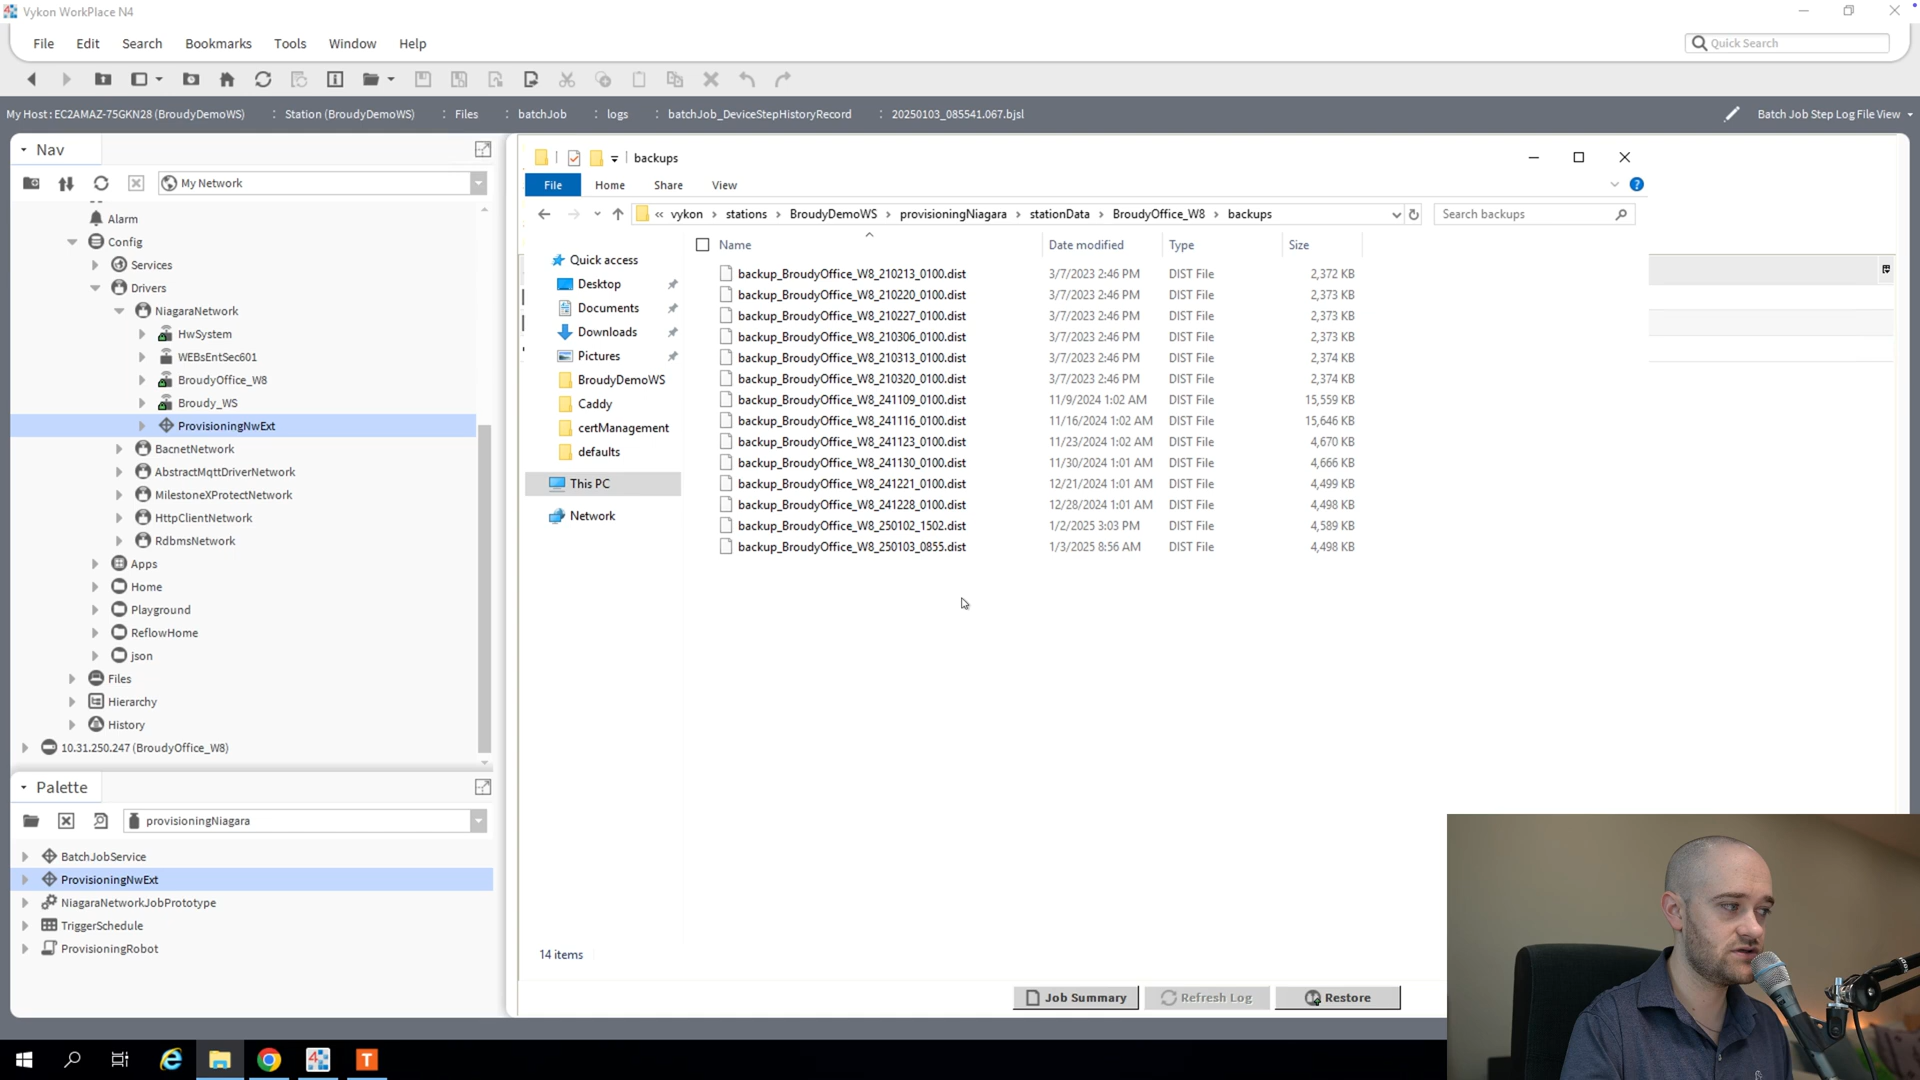 Vykon WorkPlace N4
File Edit Search Bookmarks Tools Window Help
Quick Search
My Host : EC2AMAZ-75GKN28 (BroudyDemoWS) : Station (BroudyDemoWS) : Files : batchJob : logs : batchJob_DeviceStepHistoryRecord : 20250103_085541.067.bjsl
Batch Job Step Log File View
Nav
My Network
Alarm
Config
Services
Drivers
NiagaraNetwork
HwSystem
WEBsEntSec601
BroudyOffice_W8
Broudy_WS
ProvisioningNwExt
BacnetNetwork
AbstractMqttDriverNetwork
MilestoneXProtectNetwork
HttpClientNetwork
RdbmsNetwork
Apps
Home
Playground
ReflowHome
json
Files
Hierarchy
History
10.31.250.247 (BroudyOffice_W8)
Palette
provisioningNiagara
BatchJobService
ProvisioningNwExt
NiagaraNetworkJobPrototype
TriggerSchedule
ProvisioningRobot
backups
File Home Share View
« vykon › stations › BroudyDemoWS › provisioningNiagara › stationData › BroudyOffice_W8 › backups
Search backups
Quick access
Desktop
Documents
Downloads
Pictures
BroudyDemoWS
Caddy
certManagement
defaults
This PC
Network
Name Date modified Type Size
backup_BroudyOffice_W8_210213_0100.dist 3/7/2023 2:46 PM DIST File 2,372 KB
backup_BroudyOffice_W8_210220_0100.dist 3/7/2023 2:46 PM DIST File 2,373 KB
backup_BroudyOffice_W8_210227_0100.dist 3/7/2023 2:46 PM DIST File 2,373 KB
backup_BroudyOffice_W8_210306_0100.dist 3/7/2023 2:46 PM DIST File 2,373 KB
backup_BroudyOffice_W8_210313_0100.dist 3/7/2023 2:46 PM DIST File 2,374 KB
backup_BroudyOffice_W8_210320_0100.dist 3/7/2023 2:46 PM DIST File 2,374 KB
backup_BroudyOffice_W8_241109_0100.dist 11/9/2024 1:02 AM DIST File 15,559 KB
backup_BroudyOffice_W8_241116_0100.dist 11/16/2024 1:02 AM DIST File 15,646 KB
backup_BroudyOffice_W8_241123_0100.dist 11/23/2024 1:02 AM DIST File 4,670 KB
backup_BroudyOffice_W8_241130_0100.dist 11/30/2024 1:01 AM DIST File 4,666 KB
backup_BroudyOffice_W8_241221_0100.dist 12/21/2024 1:01 AM DIST File 4,499 KB
backup_BroudyOffice_W8_241228_0100.dist 12/28/2024 1:01 AM DIST File 4,498 KB
backup_BroudyOffice_W8_250102_1502.dist 1/2/2025 3:03 PM DIST File 4,589 KB
backup_BroudyOffice_W8_250103_0855.dist 1/3/2025 8:56 AM DIST File 4,498 KB
14 items
Job Summary Refresh Log Restore
T